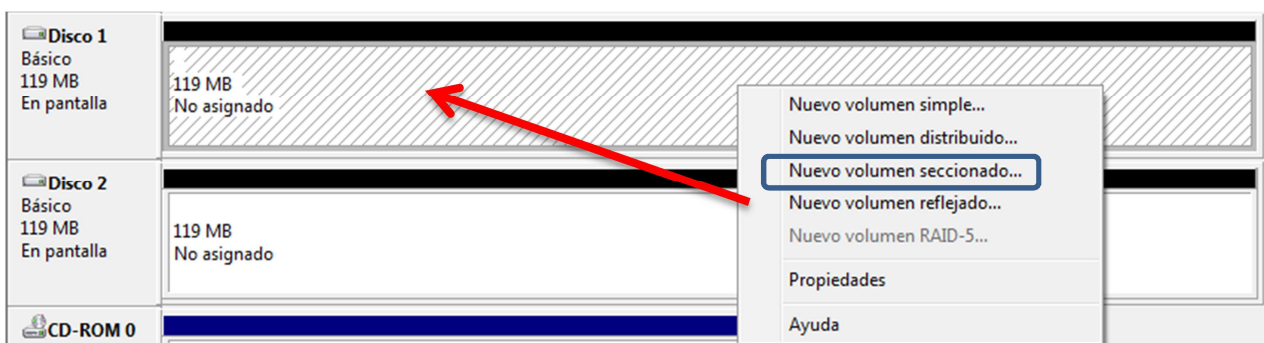 Disco 1
Básico
119 MB
En pantalla
119 MB
No asignado
Nuevo volumen simple...
Nuevo volumen distribuido...
Nuevo volumen seccionado...
Nuevo volumen reflejado...
Nuevo volumen RAID-5...
Propiedades
Ayuda
Disco 2
Básico
119 MB
En pantalla
119 MB
No asignado
CD-ROM 0